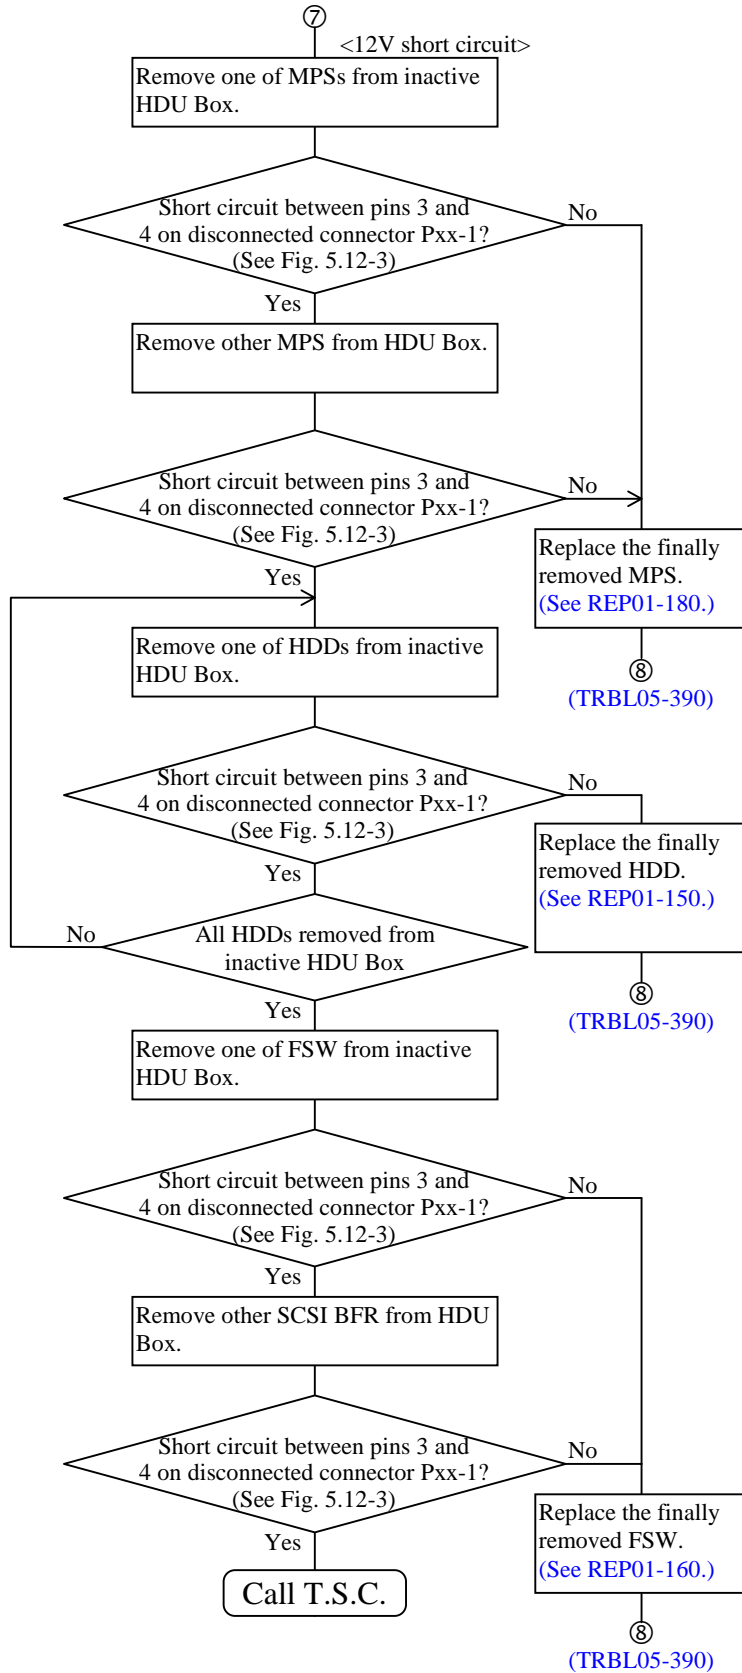 ⑦
<12V short circuit>
Remove one of MPSs from inactive
HDU Box.
Short circuit between pins 3 and
4 on disconnected connector Pxx-1?
(See Fig. 5.12-3)
No
Yes
Remove other MPS from HDU Box.
Short circuit between pins 3 and
4 on disconnected connector Pxx-1?
(See Fig. 5.12-3)
No
Yes
Replace the finally
removed MPS.
(See REP01-180.)
⑧
(TRBL05-390)
Remove one of HDDs from inactive
HDU Box.
Short circuit between pins 3 and
4 on disconnected connector Pxx-1?
(See Fig. 5.12-3)
No
Yes
Replace the finally
removed HDD.
(See REP01-150.)
⑧
(TRBL05-390)
All HDDs removed from
inactive HDU Box
No
Yes
Remove one of FSW from inactive
HDU Box.
Short circuit between pins 3 and
4 on disconnected connector Pxx-1?
(See Fig. 5.12-3)
No
Yes
Remove other SCSI BFR from HDU
Box.
Short circuit between pins 3 and
4 on disconnected connector Pxx-1?
(See Fig. 5.12-3)
No
Yes
Replace the finally
removed FSW.
(See REP01-160.)
⑧
(TRBL05-390)
Call T.S.C.